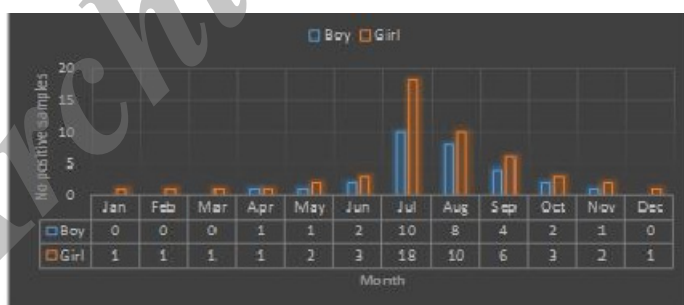 Boy Girl
No positive samples
20
15
10
5
0
Jan Feb Mar Apr May Jun Jul Aug Sep Oct Nov Dec
Boy 0 0 0 1 1 2 10 8 4 2 1 0
Girl 1 1 1 1 2 3 18 10 6 3 2 1
Month